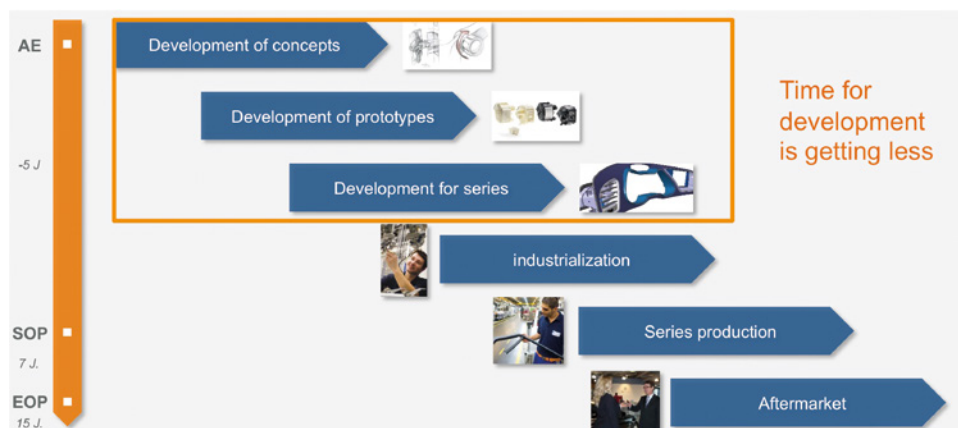 AE
Development of concepts
Time for
development
is getting less
Development of prototypes
-5 J
Development for series
industrialization
SOP
Series production
7 J.
EOP
Aftermarket
15 J.